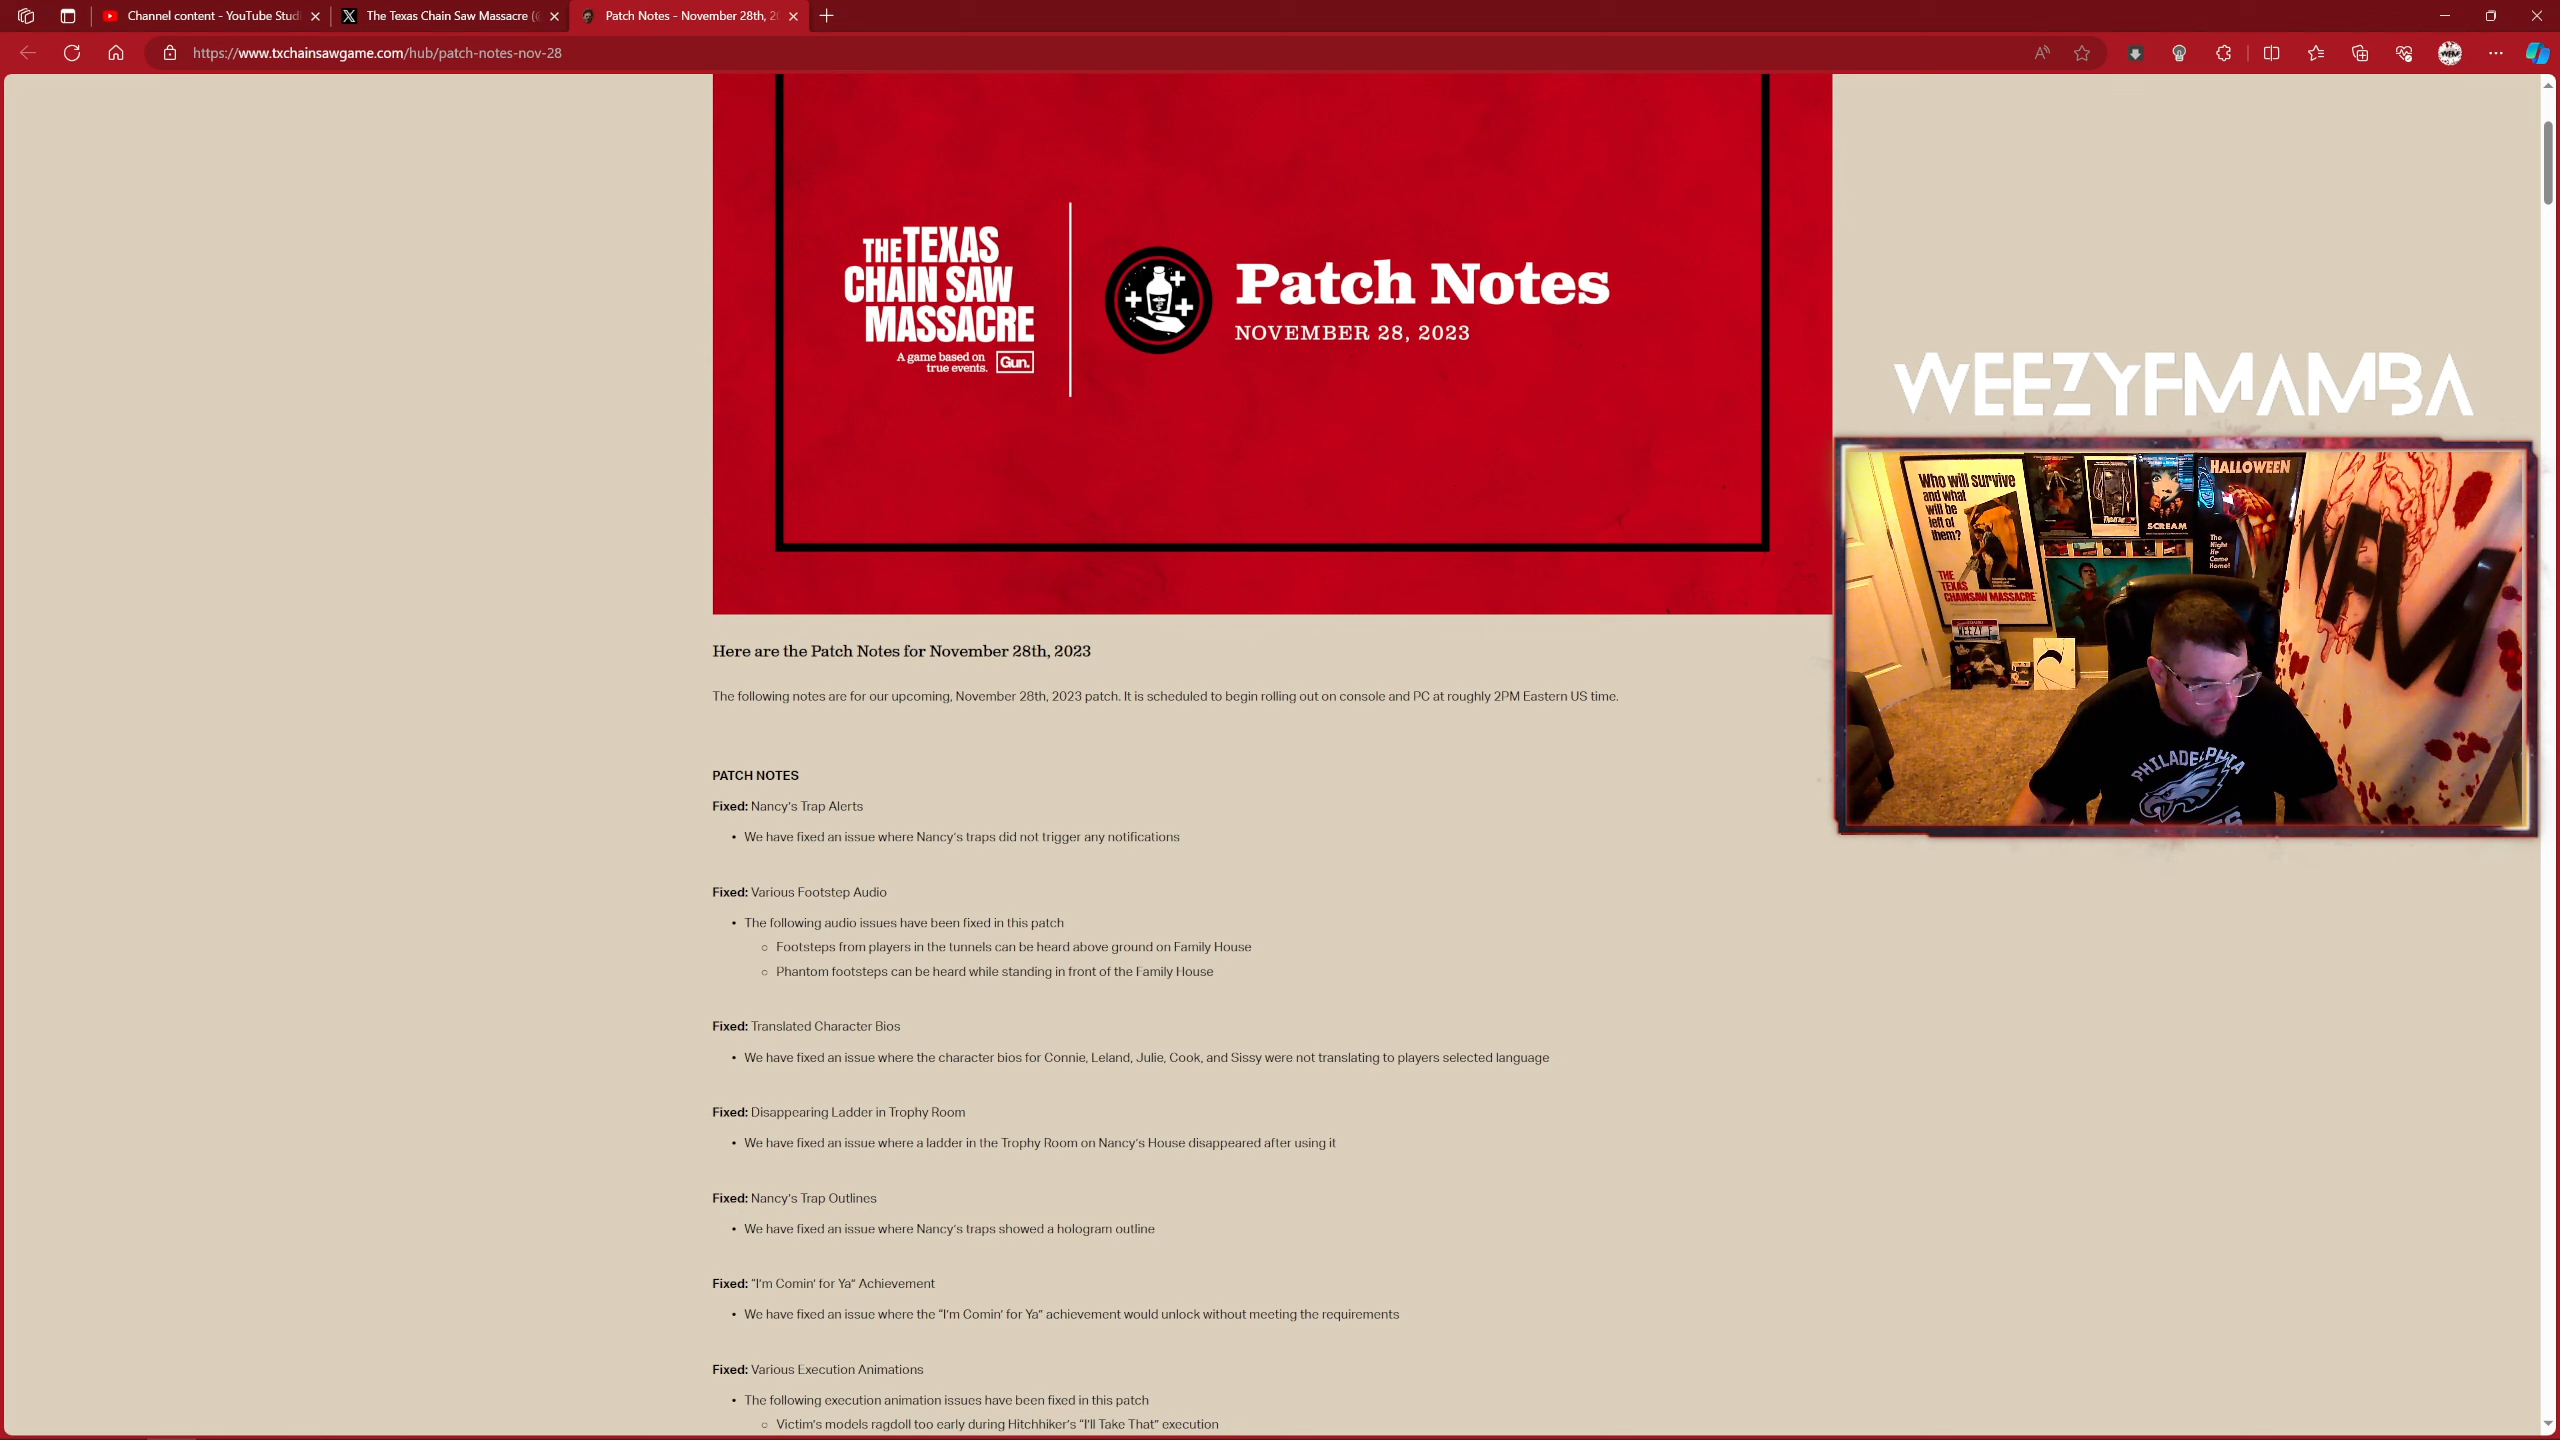 Channel content - YouTube Studi
The Texas Chain Saw Massacre (@
Patch Notes - November 28th, 20
https://www.txchainsawgame.com/hub/patch-notes-nov-28
THE TEXAS
CHAIN SAW
MASSACRE
A game based on
true events.
Gun.
Patch Notes
NOVEMBER 28, 2023
WEEZYFMAMBA
Who will survive
and what
will be
left of
them?
THE
TEXAS
CHAINSAW MASSACRE
SCREAM
HALLOWEEN
The
Night
He
Came
Home!
WEEZY F
WFM
PHILADELPHIA
Here are the Patch Notes for November 28th, 2023
The following notes are for our upcoming, November 28th, 2023 patch. It is scheduled to begin rolling out on console and PC at roughly 2PM Eastern US time.
PATCH NOTES
Fixed: Nancy's Trap Alerts
• We have fixed an issue where Nancy's traps did not trigger any notifications
Fixed: Various Footstep Audio
• The following audio issues have been fixed in this patch
○ Footsteps from players in the tunnels can be heard above ground on Family House
○ Phantom footsteps can be heard while standing in front of the Family House
Fixed: Translated Character Bios
• We have fixed an issue where the character bios for Connie, Leland, Julie, Cook, and Sissy were not translating to players selected language
Fixed: Disappearing Ladder in Trophy Room
• We have fixed an issue where a ladder in the Trophy Room on Nancy's House disappeared after using it
Fixed: Nancy's Trap Outlines
• We have fixed an issue where Nancy's traps showed a hologram outline
Fixed: "I'm Comin' for Ya" Achievement
• We have fixed an issue where the "I'm Comin' for Ya" achievement would unlock without meeting the requirements
Fixed: Various Execution Animations
• The following execution animation issues have been fixed in this patch
○ Victim's models ragdoll too early during Hitchhiker's "I'll Take That" execution